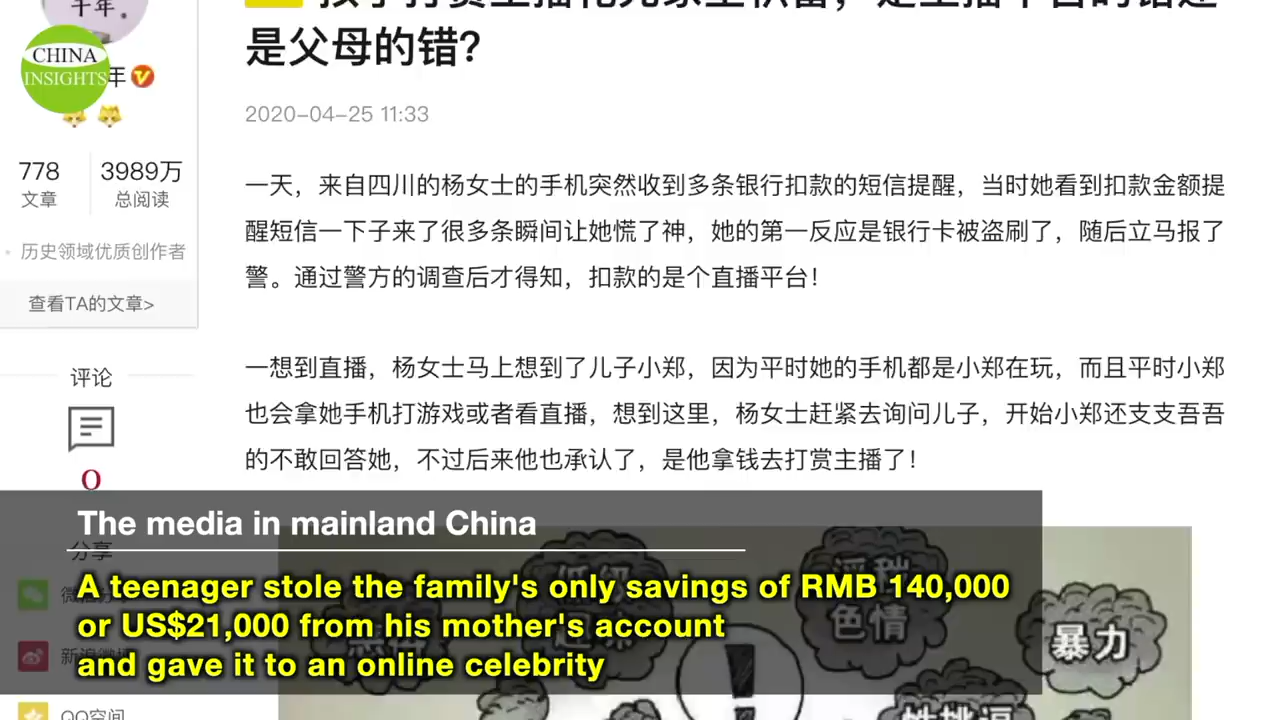 千年。
是父母的错?
CHINA
INSIGHTS
年
2020-04-25 11:33
778
3989万
文章
总阅读
一天，来自四川的杨女士的手机突然收到多条银行扣款的短信提醒，当时她看到扣款金额提
醒短信一下子来了很多条瞬间让她慌了神，她的第一反应是银行卡被盗刷了，随后立马报了
警。通过警方的调查后才得知，扣款的是个直播平台！
· 历史领域优质创作者
查看TA的文章>
一想到直播，杨女士马上想到了儿子小郑，因为平时她的手机都是小郑在玩，而且平时小郑
也会拿她手机打游戏或者看直播，想到这里，杨女士赶紧去询问儿子，开始小郑还支支吾吾
的不敢回答她，不过后来他也承认了，是他拿钱去打赏主播了！
评论
0
The media in mainland China
分享
A teenager stole the family's only savings of RMB 140,000
or US$21,000 from his mother's account
and gave it to an online celebrity
色情
暴力
QQ空间